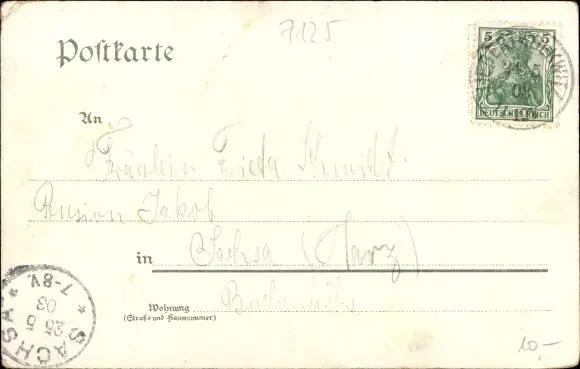 7125
Postkarte
5 5
DEUTSCHES REICH
An
Fräulein Frieda Schmidt.
Pension Jakob
in Sachsa (Harz)
Wohnung
(Straße und Hausnummer)
SACHSA
25 5
03
7-8V.
10.-